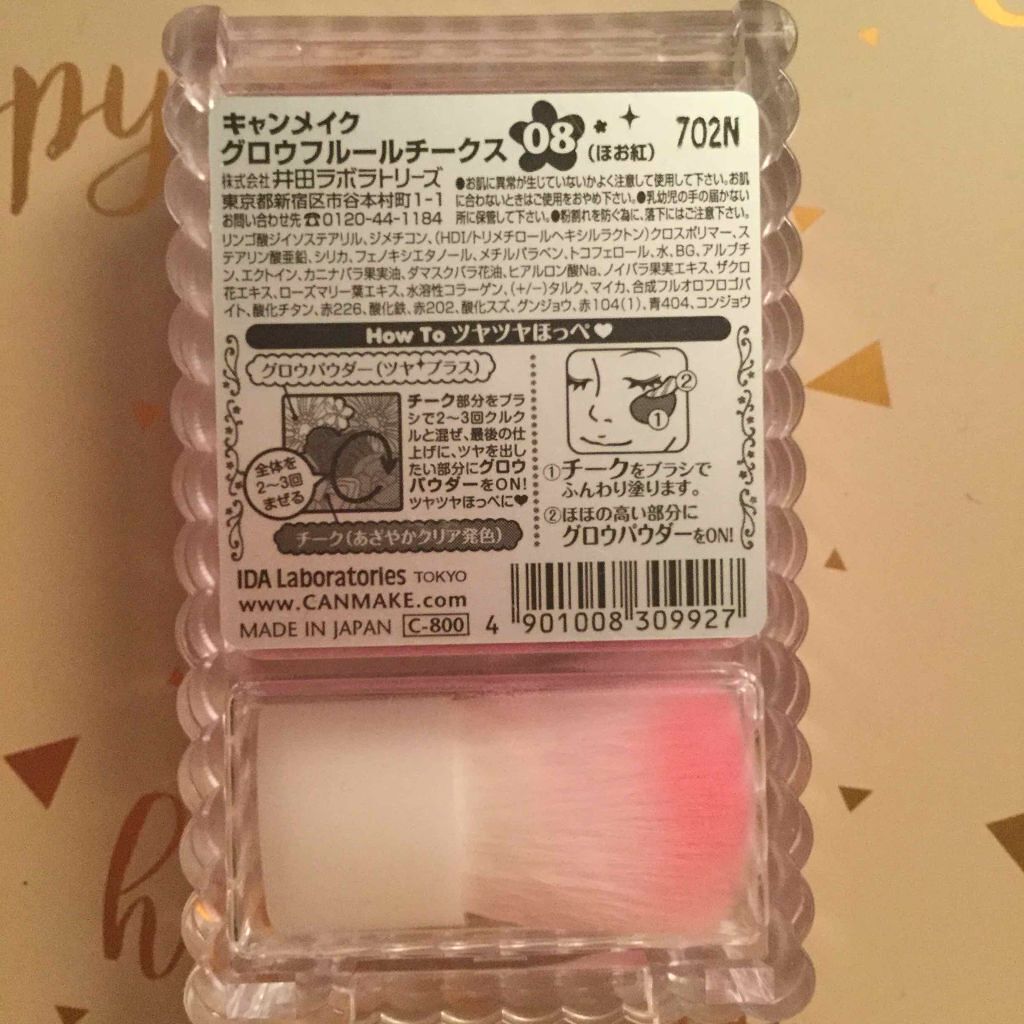 py
h
キャンメイク
グロウフルールチークス
08
(ほお紅)
702N
株式会社 井田ラボラトリーズ
東京都新宿区市谷本村町1-1
お問い合わせ先☎0120-44-1184
●お肌に異常が生じていないかよく注意して使用して下さい。お肌
に合わないときはご使用をおやめ下さい。●乳幼児の手の届かない
所に保管して下さい。●粉割れを防ぐ為に、落下にはご注意下さい。
リンゴ酸ジイソステアリル、ジメチコン、(HDI/トリメチロールヘキシルラクトン)クロスポリマー、ス
テアリン酸亜鉛、シリカ、フェノキシエタノール、メチルパラベン、トコフェロール、水、BG、アルブチ
ン、エクトイン、カニナバラ果実油、ダマスクバラ花油、ヒアルロン酸Na、ノイバラ果実エキス、ザクロ
花エキス、ローズマリー葉エキス、水溶性コラーゲン、(+/-)タルク、マイカ、合成フルオロフロゴパ
イト、酸化チタン、赤226、酸化鉄、赤202、酸化スズ、グンジョウ、赤104(1)、青404、コンジョウ
How To ツヤツヤほっぺ♥
グロウパウダー(ツヤ✦プラス)
チーク部分をブラ
シで2～3回クルク
ルと混ぜ、最後の仕
上げに、ツヤを出し
たい部分にグロウ
パウダーをON!
ツヤツヤほっぺに♥
全体を
2～3回
まぜる
チーク(あざやかクリア発色)
②
①
①チークをブラシで
ふんわり塗ります。
②ほほの高い部分に
グロウパウダーをON!
IDA Laboratories TOKYO
www.CANMAKE.com
MADE IN JAPAN C-800
4 901008 309927